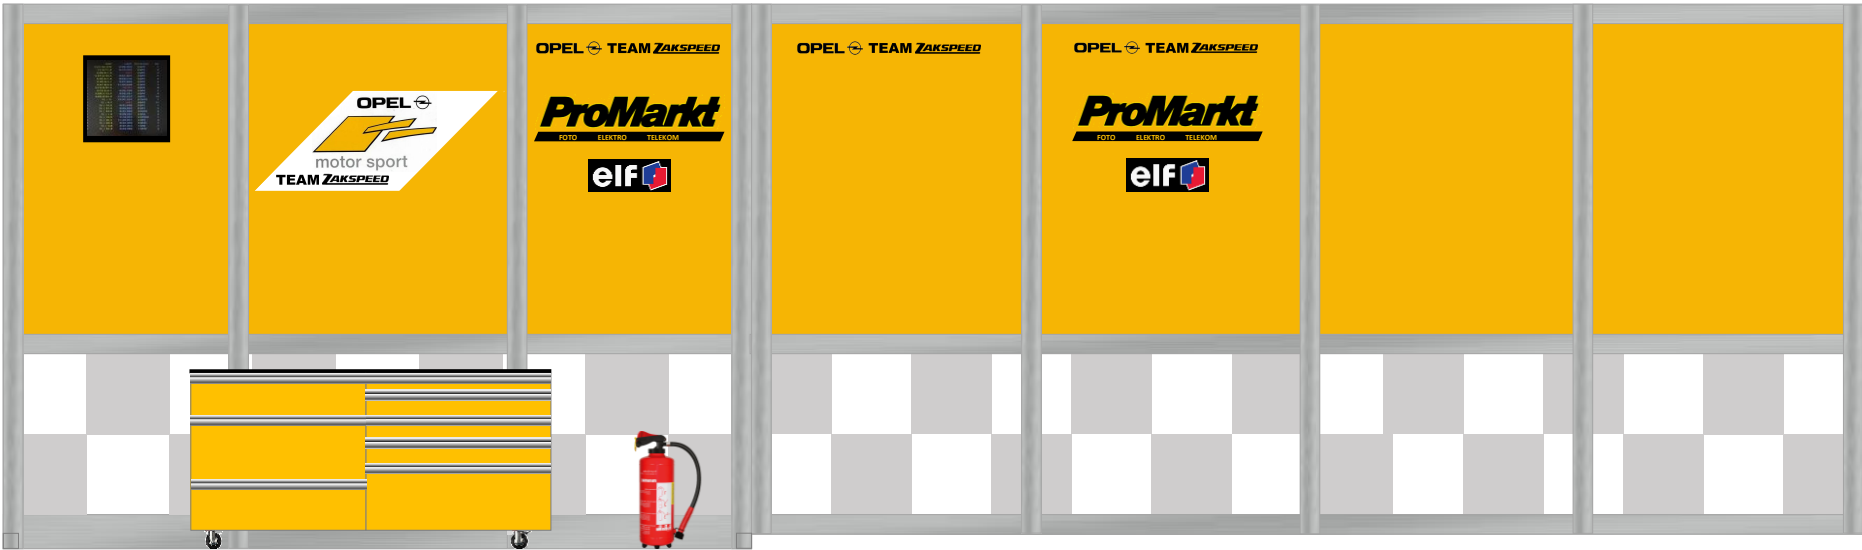 OPEL TEAM ZAKSPEED
OPEL TEAM ZAKSPEED
OPEL TEAM ZAKSPEED
OPEL
motor sport
TEAM ZAKSPEED
ProMarkt
FOTO ELEKTRO TELEKOM
elf
ProMarkt
FOTO ELEKTRO TELEKOM
elf